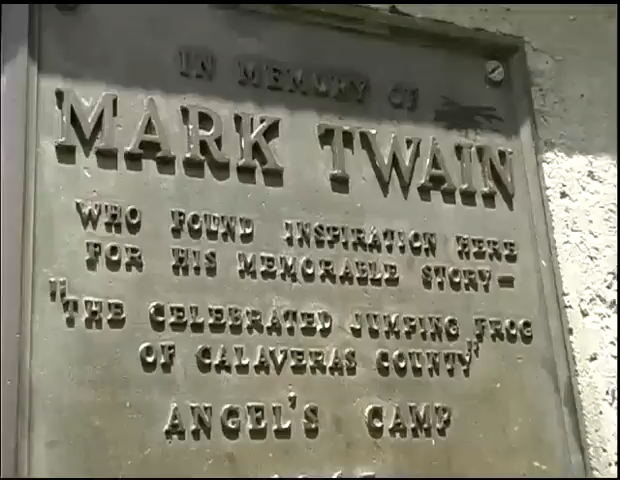 IN MEMORY OF
MARK TWAIN
WHO FOUND INSPIRATION HERE
FOR HIS MEMORABLE STORY—
"THE CELEBRATED JUMPING FROG
OF CALAVERAS COUNTY"
ANGEL'S CAMP